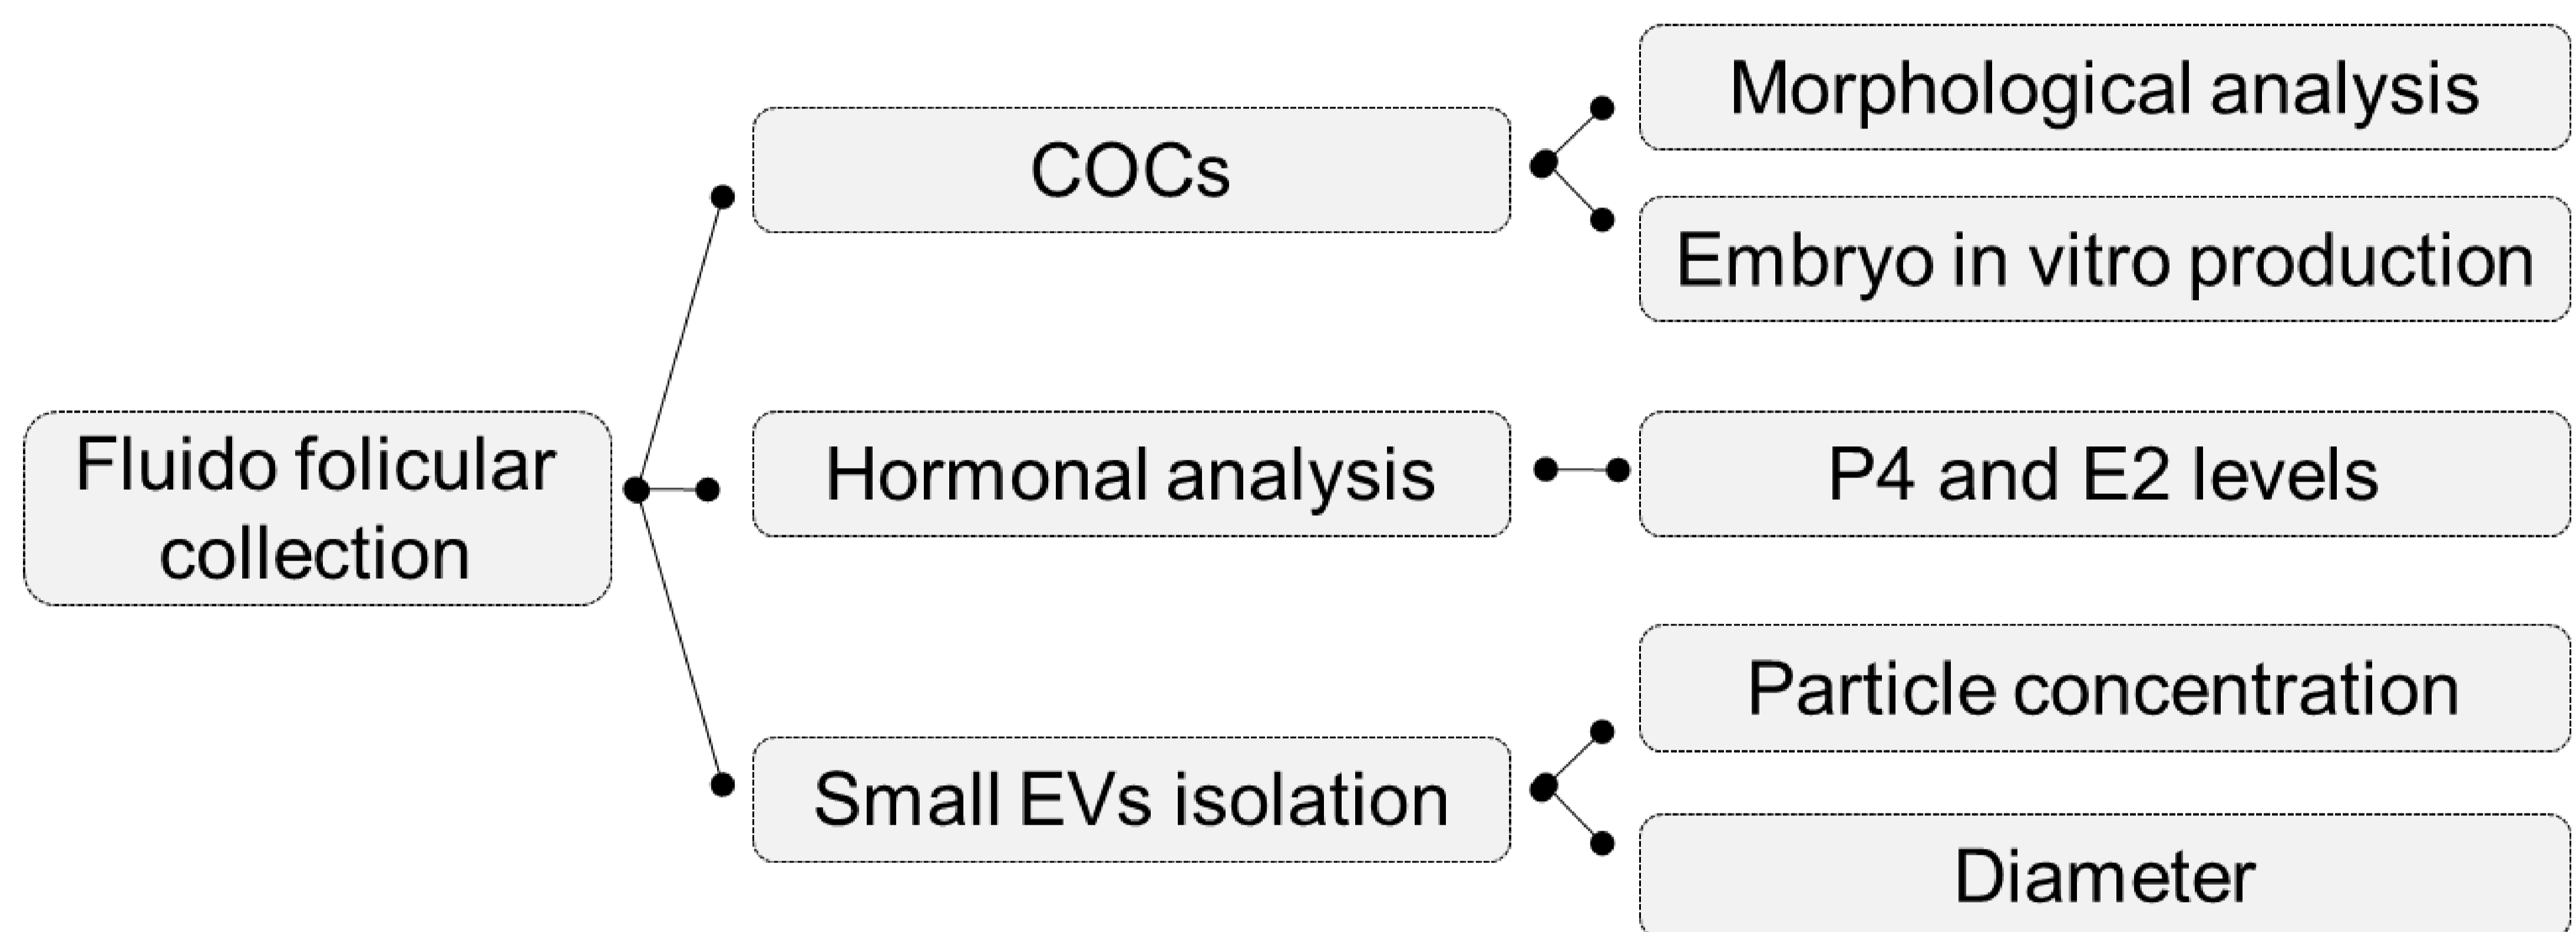 Fluido folicular
collection
COCs
Morphological analysis
Embryo in vitro production
Hormonal analysis
P4 and E2 levels
Small EVs isolation
Particle concentration
Diameter